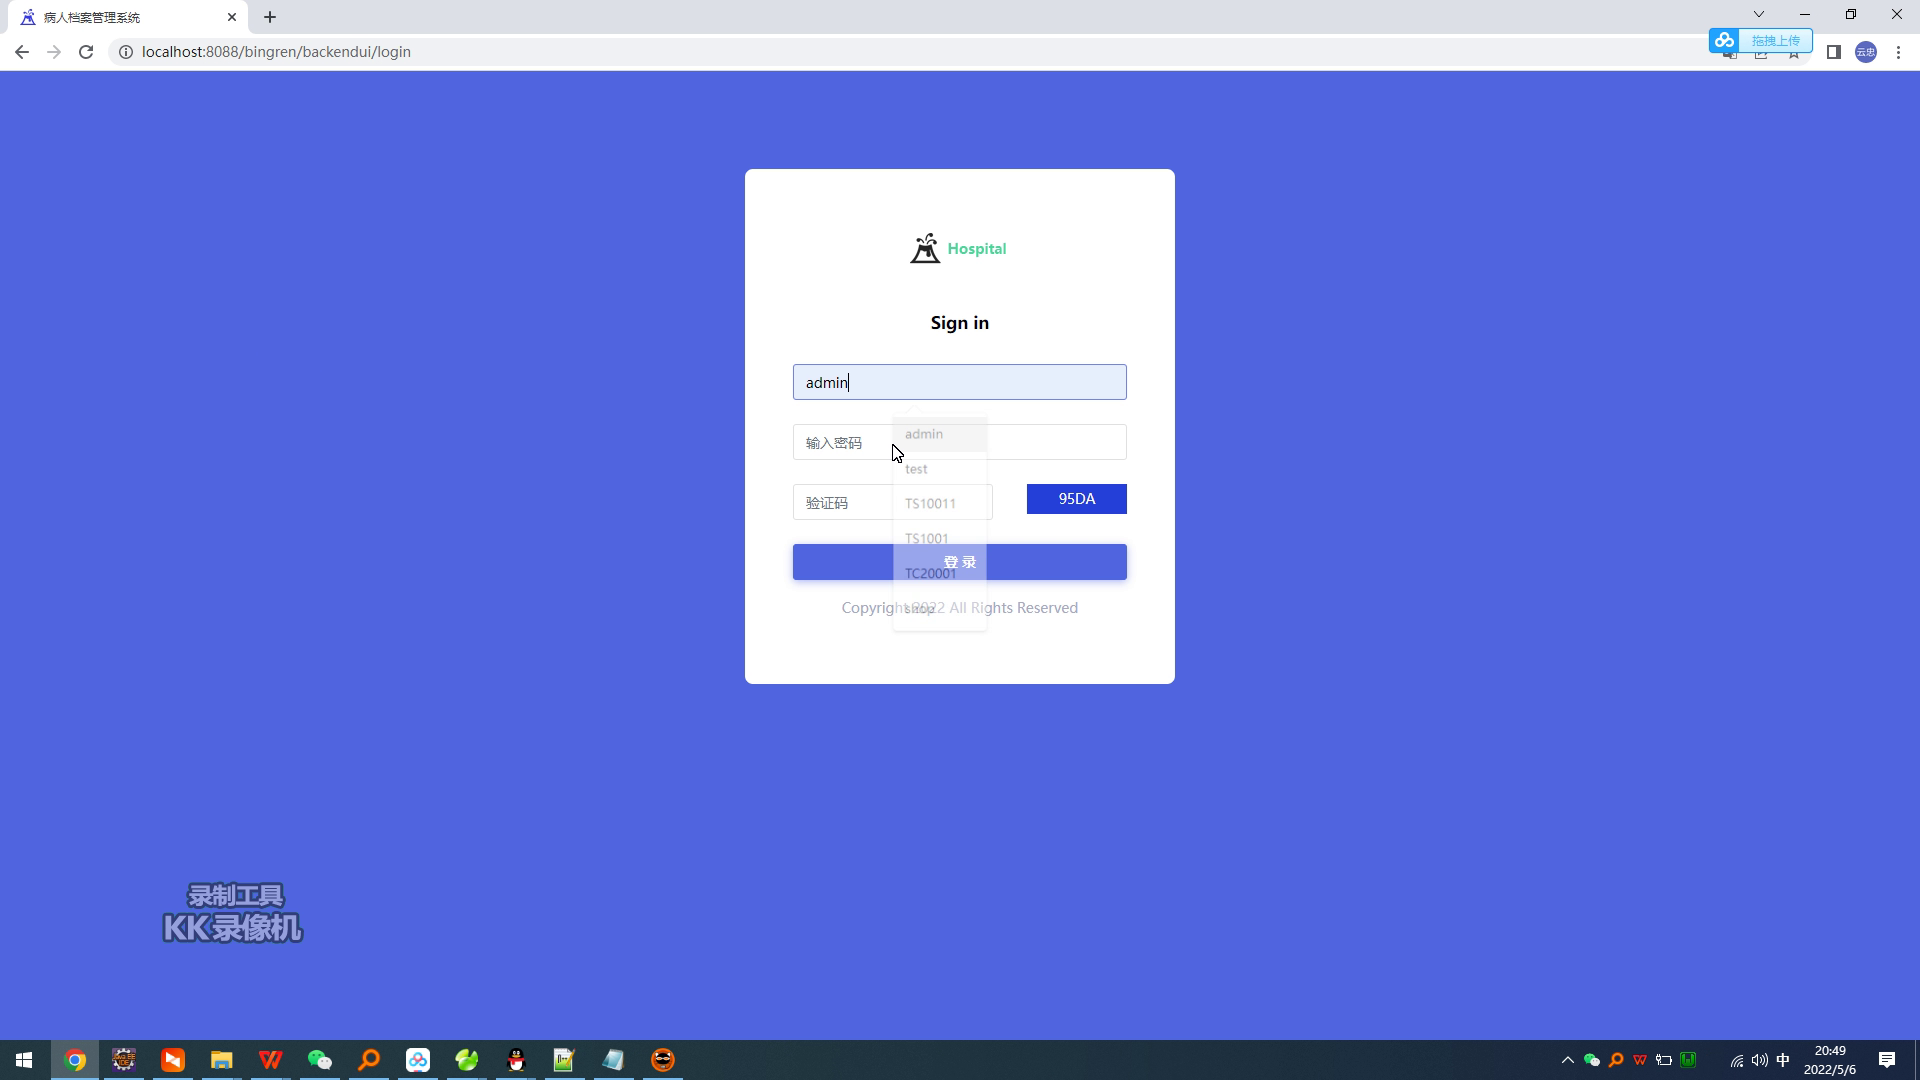 病人档案管理系统
localhost:8088/bingren/backendui/login
拖拽上传
云忠
Hospital
Sign in
admin
输入密码
admin
test
验证码
TS10011
95DA
TS1001
登 录
TC20001
Copyright 2022 All Rights Reserved
录制工具
KK录像机
中
20:49
2022/5/6